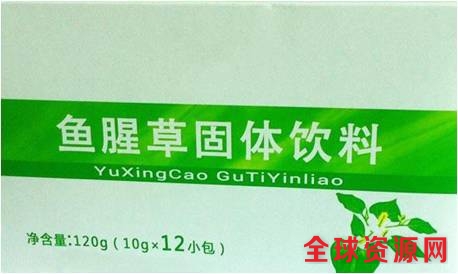 鱼腥草固体饮料
YuXingCao GuTiYinliao
净含量:120g(10g×12小包)
全球资源网